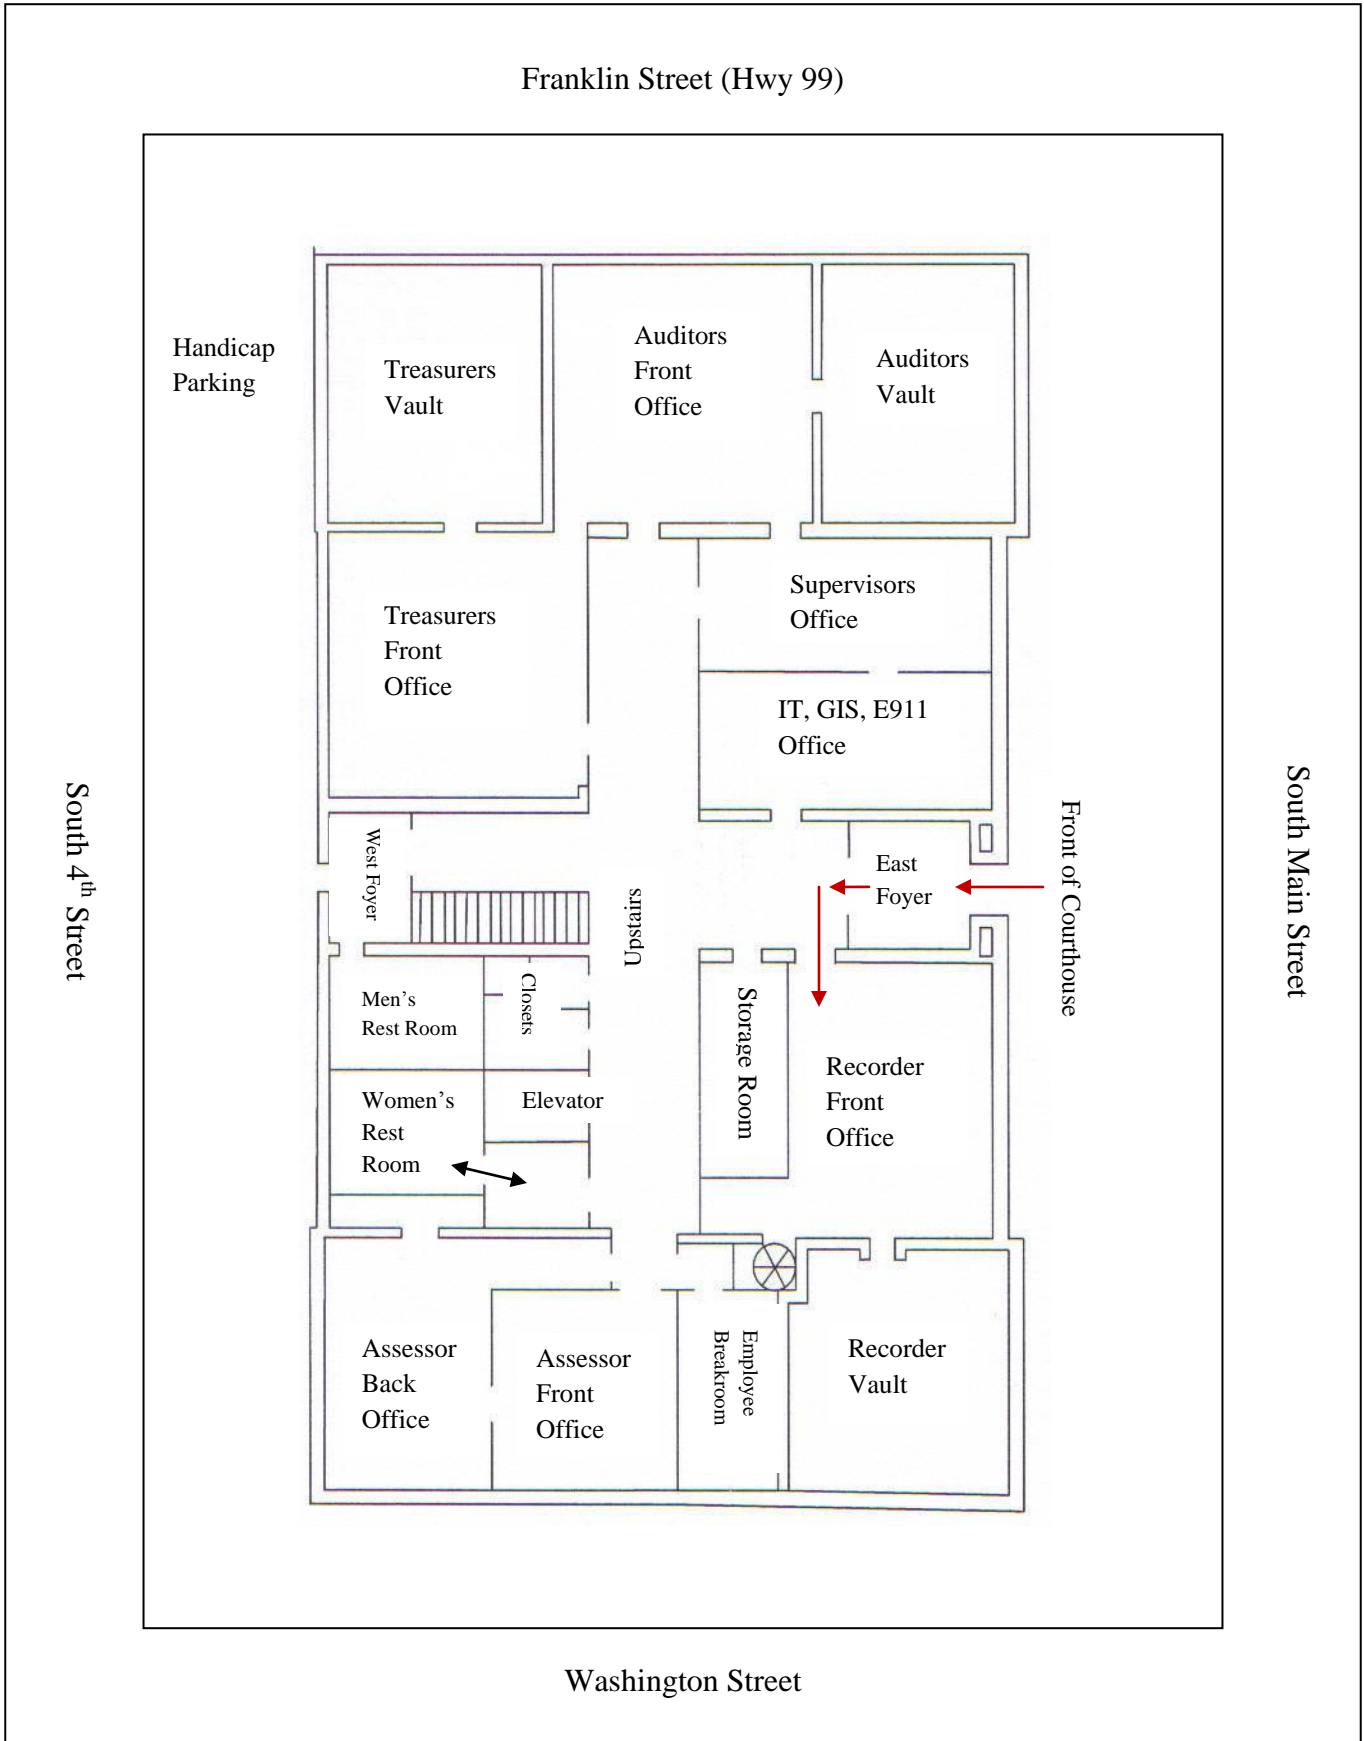 Franklin Street (Hwy 99)
Handicap
Parking
Treasurers
Vault
Auditors
Front
Office
Auditors
Vault
Treasurers
Front
Office
Supervisors
Office
IT, GIS, E911
Office
South 4th Street
West Foyer
Upstairs
East
Foyer
Front of Courthouse
South Main Street
Men's
Rest Room
Closets
Storage Room
Women's
Rest
Room
Elevator
Recorder
Front
Office
Assessor
Back
Office
Assessor
Front
Office
Employee
Breakroom
Recorder
Vault
Washington Street